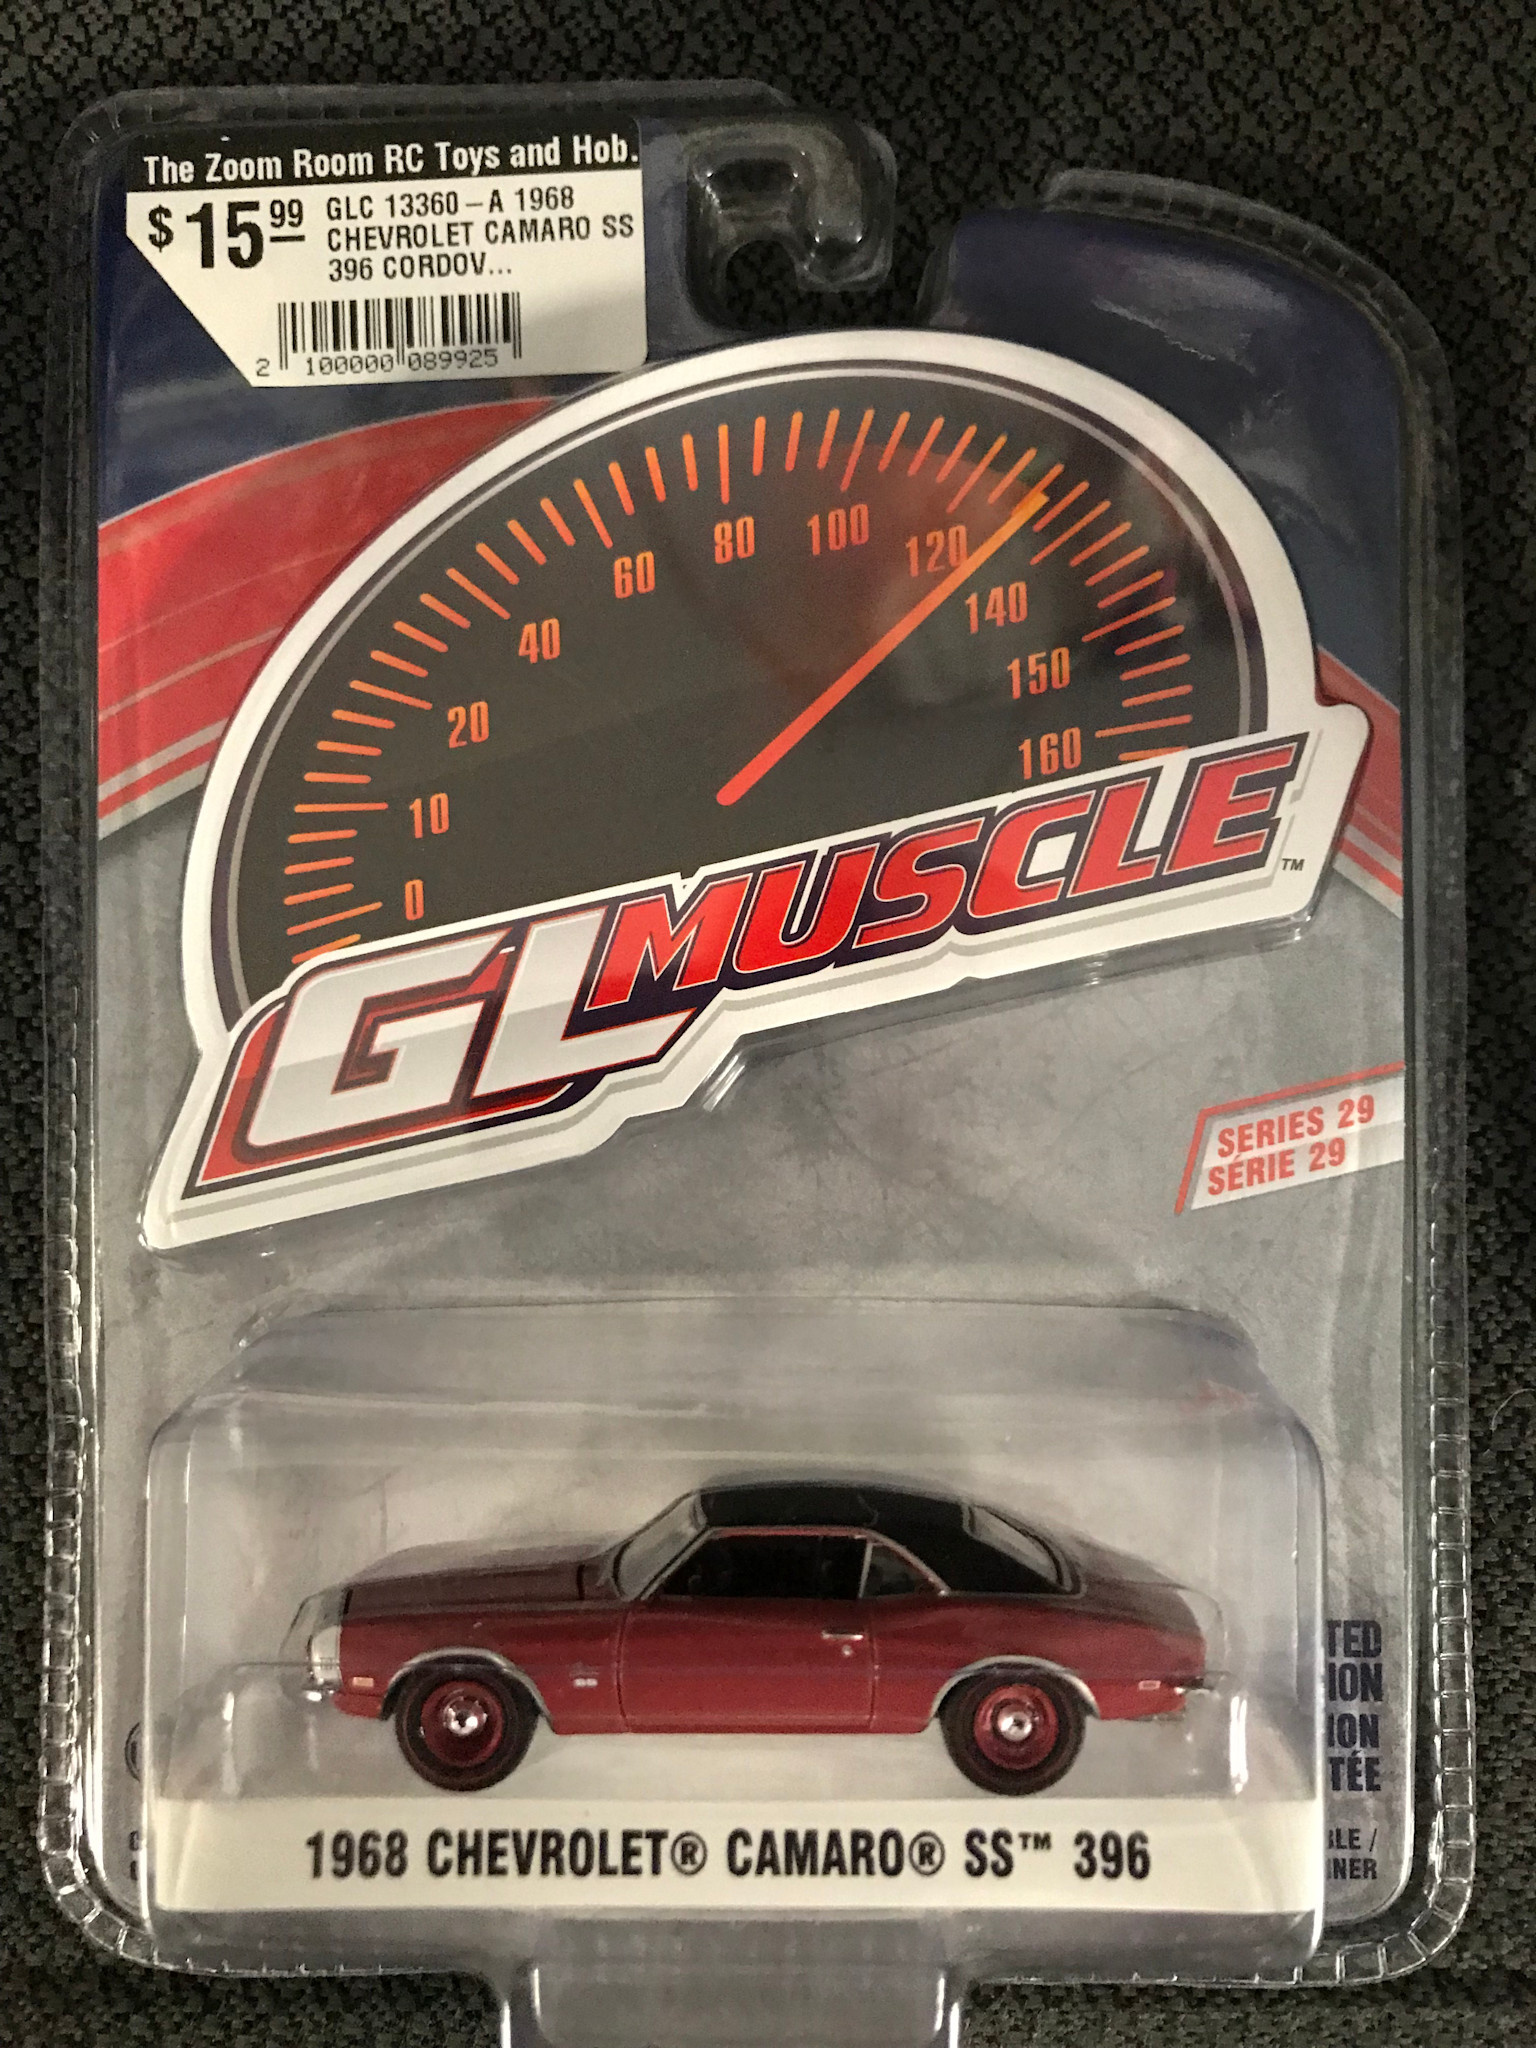 The Zoom Room RC Toys and Hob.
$15.99
GLC 13360-A 1968
CHEVROLET CAMARO SS
396 CORDOV...
2 100000 089925
0
10
20
40
60
80
100
120
140
150
160
GL MUSCLE™
SERIES 29
SÉRIE 29
SS
1968 CHEVROLET® CAMARO® SS™ 396